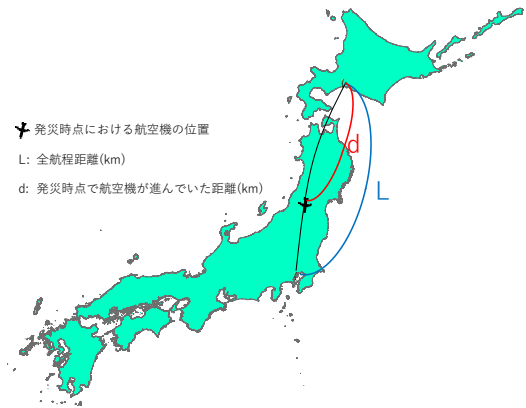 発災時点における航空機の位置
L: 全航程距離(km)
d: 発災時点で航空機が進んでいた距離(km)
d
L